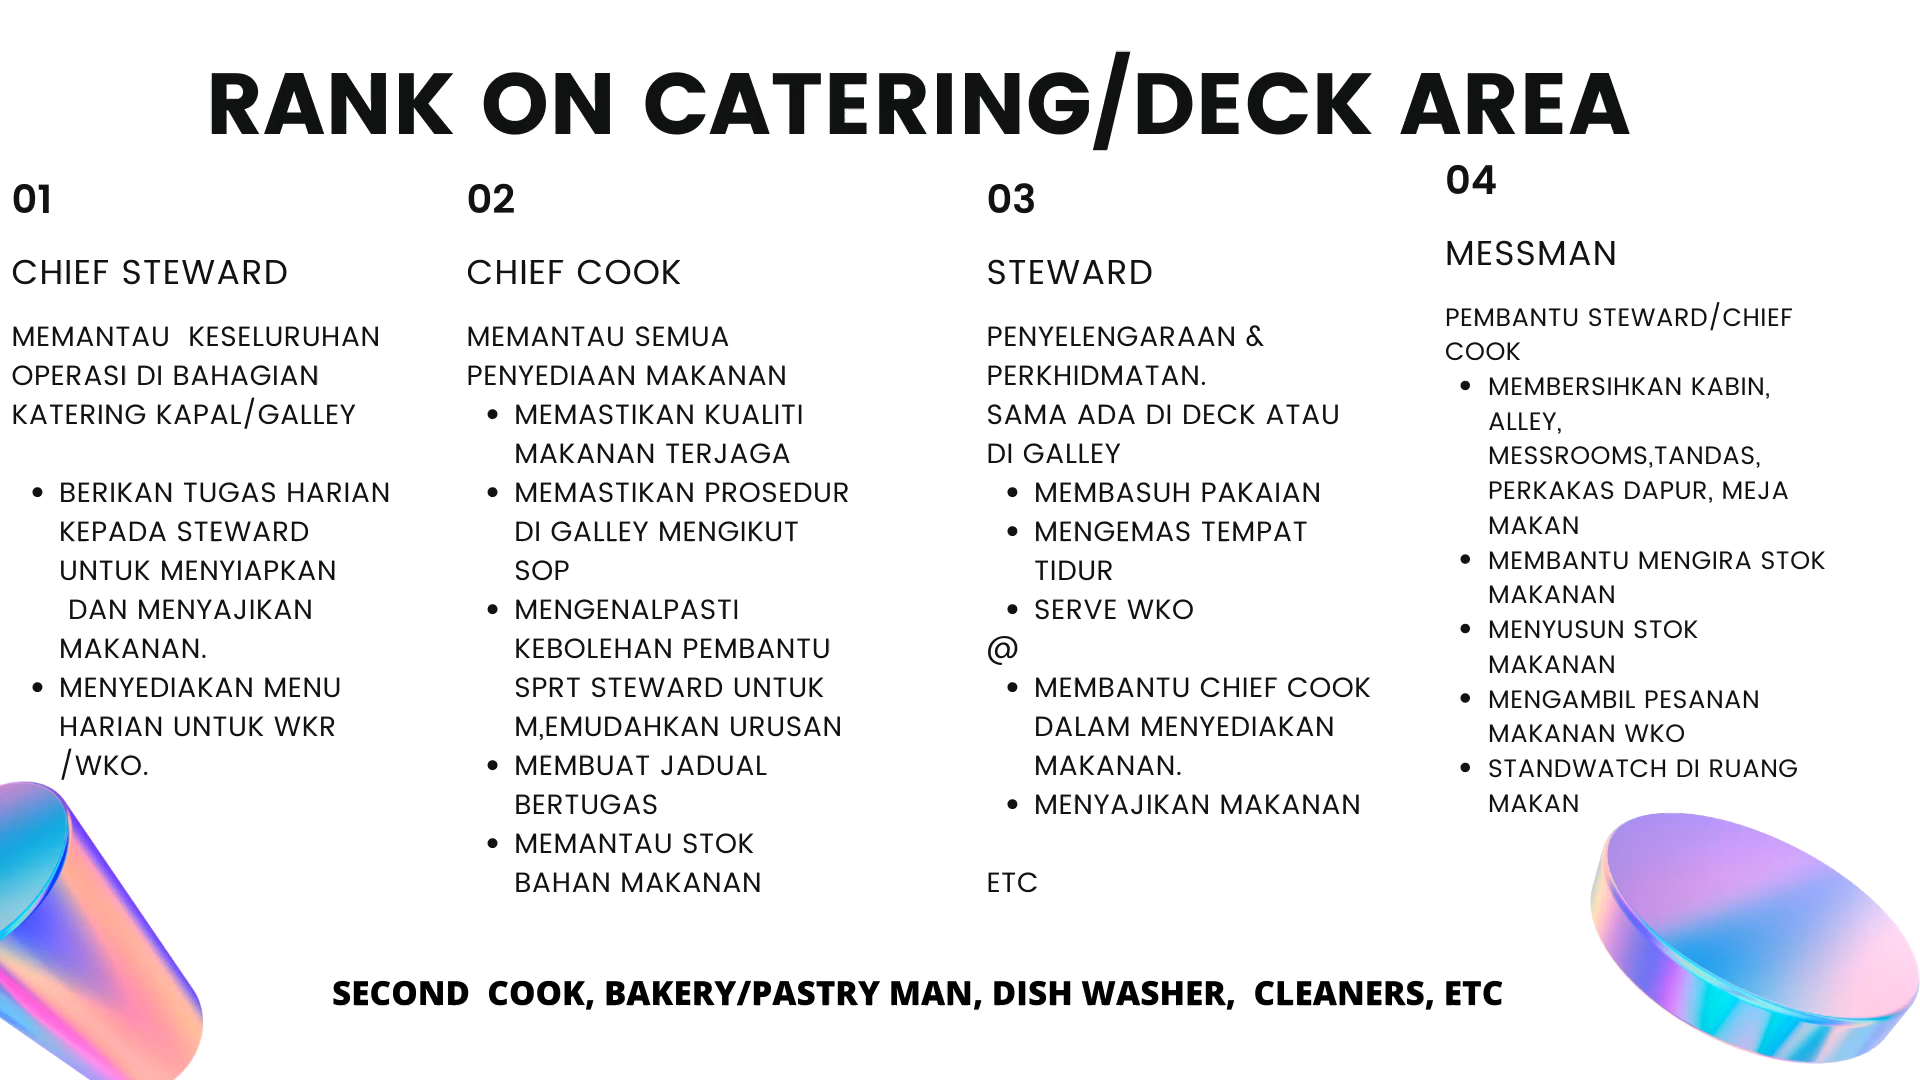 RANK ON CATERING/DECK AREA
01
CHIEF STEWARD
MEMANTAU  KESELURUHAN
OPERASI DI BAHAGIAN
KATERING KAPAL/GALLEY
• BERIKAN TUGAS HARIAN
KEPADA STEWARD
UNTUK MENYIAPKAN
DAN MENYAJIKAN
MAKANAN.
• MENYEDIAKAN MENU
HARIAN UNTUK WKR
/WKO.
02
CHIEF COOK
MEMANTAU SEMUA
PENYEDIAAN MAKANAN
• MEMASTIKAN KUALITI
MAKANAN TERJAGA
• MEMASTIKAN PROSEDUR
DI GALLEY MENGIKUT
SOP
• MENGENALPASTI
KEBOLEHAN PEMBANTU
SPRT STEWARD UNTUK
M,EMUDAHKAN URUSAN
• MEMBUAT JADUAL
BERTUGAS
• MEMANTAU STOK
BAHAN MAKANAN
03
STEWARD
PENYELENGARAAN &
PERKHIDMATAN.
SAMA ADA DI DECK ATAU
DI GALLEY
• MEMBASUH PAKAIAN
• MENGEMAS TEMPAT
TIDUR
• SERVE WKO
@
• MEMBANTU CHIEF COOK
DALAM MENYEDIAKAN
MAKANAN.
• MENYAJIKAN MAKANAN
ETC
04
MESSMAN
PEMBANTU STEWARD/CHIEF
COOK
• MEMBERSIHKAN KABIN,
ALLEY,
MESSROOMS,TANDAS,
PERKAKAS DAPUR, MEJA
MAKAN
• MEMBANTU MENGIRA STOK
MAKANAN
• MENYUSUN STOK
MAKANAN
• MENGAMBIL PESANAN
MAKANAN WKO
• STANDWATCH DI RUANG
MAKAN
SECOND  COOK, BAKERY/PASTRY MAN, DISH WASHER,  CLEANERS, ETC